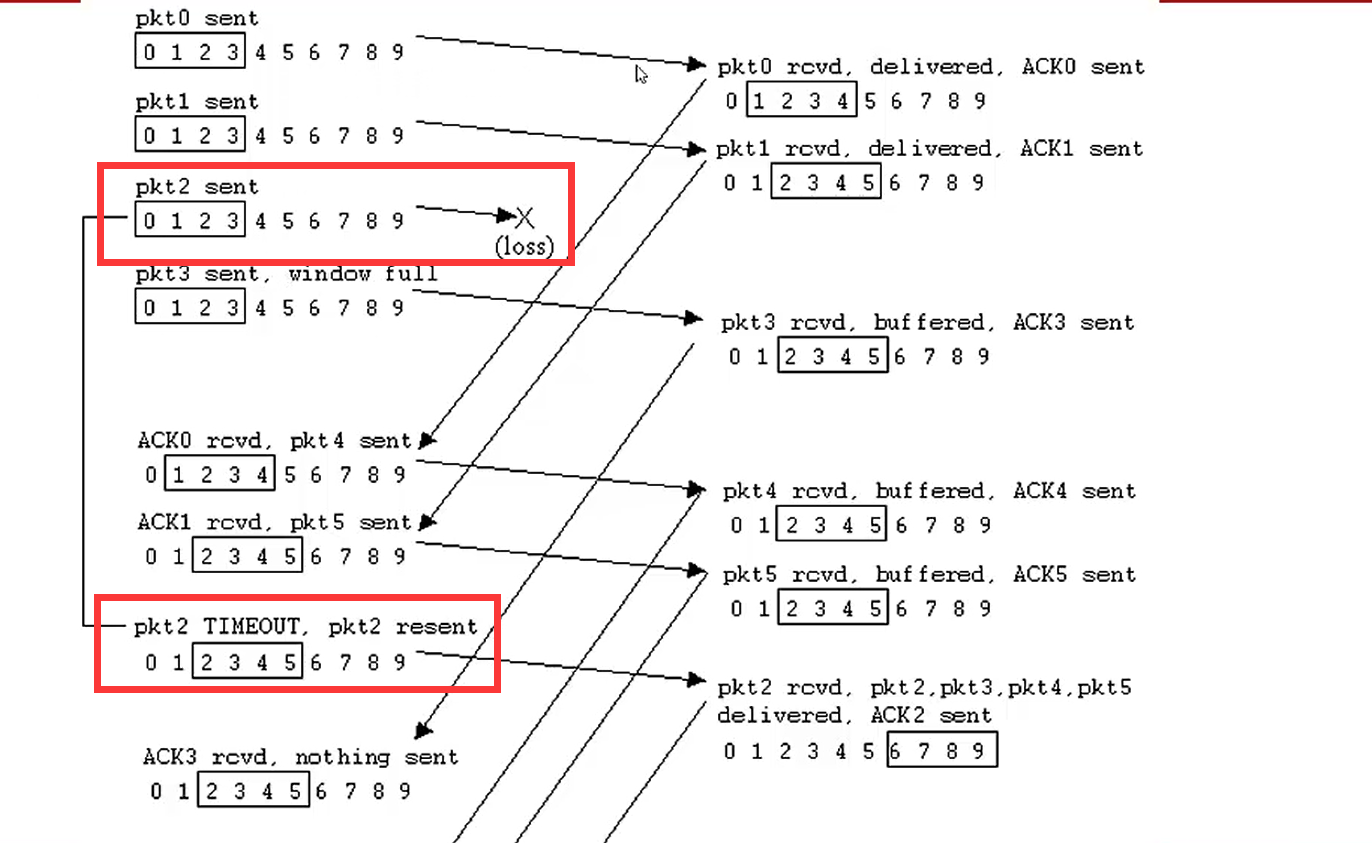 pkt0 sent
0 1 2 3 4 5 6 7 8 9
pkt1 sent
0 1 2 3 4 5 6 7 8 9
pkt2 sent
0 1 2 3 4 5 6 7 8 9
X
(loss)
pkt3 sent, window full
0 1 2 3 4 5 6 7 8 9
ACK0 rcvd, pkt4 sent
0 1 2 3 4 5 6 7 8 9
ACK1 rcvd, pkt5 sent
0 1 2 3 4 5 6 7 8 9
pkt2 TIMEOUT, pkt2 resent
0 1 2 3 4 5 6 7 8 9
ACK3 rcvd, nothing sent
0 1 2 3 4 5 6 7 8 9
pkt0 rcvd, delivered, ACK0 sent
0 1 2 3 4 5 6 7 8 9
pkt1 rcvd, delivered, ACK1 sent
0 1 2 3 4 5 6 7 8 9
pkt3 rcvd, buffered, ACK3 sent
0 1 2 3 4 5 6 7 8 9
pkt4 rcvd, buffered, ACK4 sent
0 1 2 3 4 5 6 7 8 9
pkt5 rcvd, buffered, ACK5 sent
0 1 2 3 4 5 6 7 8 9
pkt2 rcvd, pkt2,pkt3,pkt4,pkt5
delivered, ACK2 sent
0 1 2 3 4 5 6 7 8 9